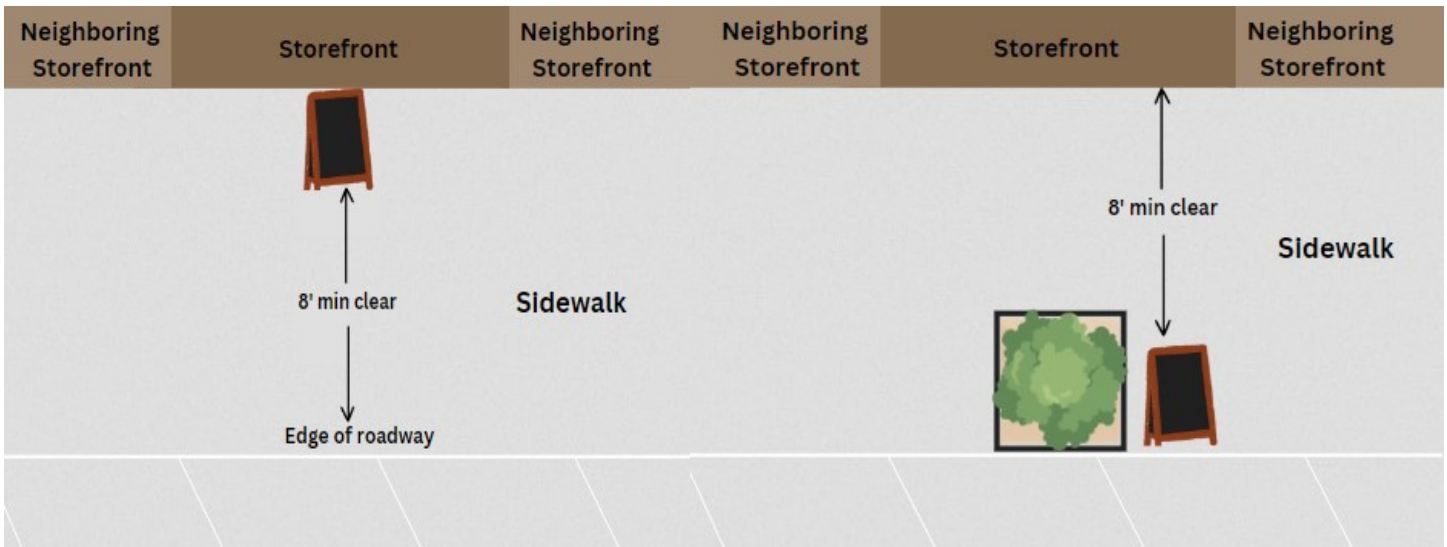 Neighboring
Storefront
Storefront
Neighboring
Storefront
8' min clear
Sidewalk
Edge of roadway
Neighboring
Storefront
Storefront
Neighboring
Storefront
8' min clear
Sidewalk